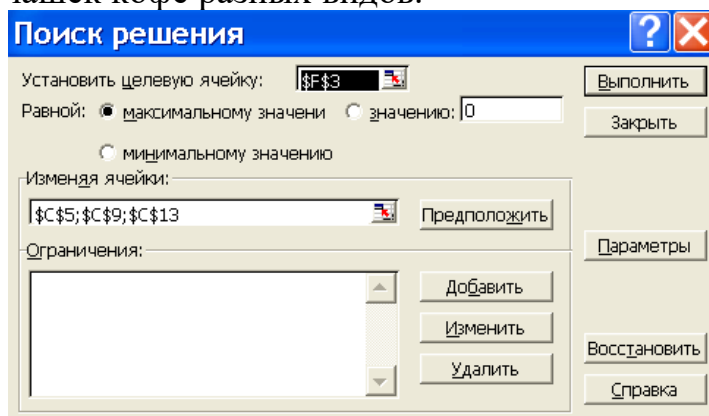 чашек кофе разных видов.
Поиск решения
Установить целевую ячейку: $F$3
Выполнить
Равной: максимальному значени значению: 0
Закрыть
минимальному значению
Изменяя ячейки:
$C$5;$C$9;$C$13 Предположить
Параметры
Ограничения:
Добавить
Изменить
Восстановить
Удалить
Справка